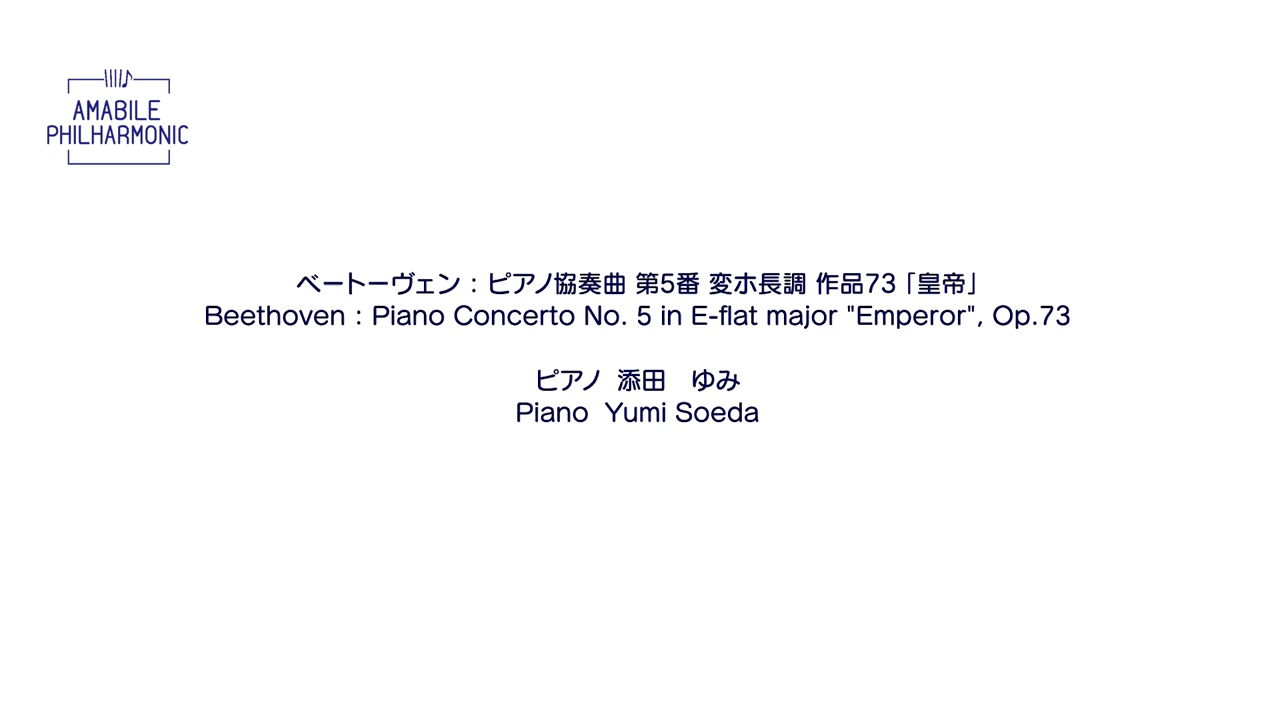 AMABILE
PHILHARMONIC
ベートーヴェン : ピアノ協奏曲 第5番 変ホ長調 作品73 「皇帝」
Beethoven : Piano Concerto No. 5 in E-flat major "Emperor", Op.73
ピアノ 添田　ゆみ
Piano Yumi Soeda